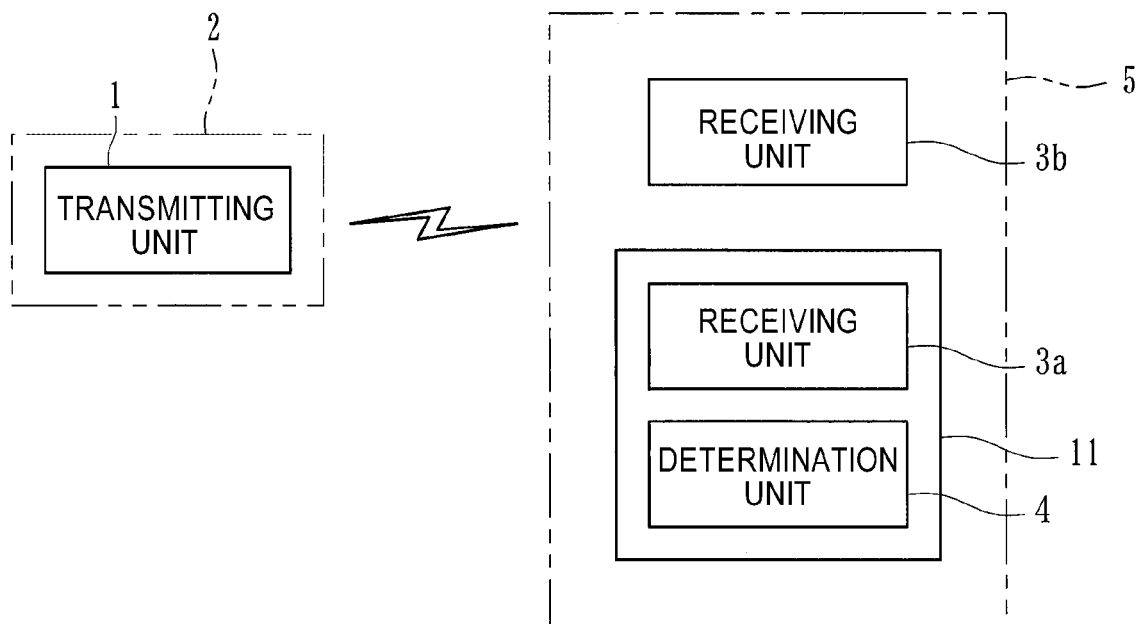 2
1
TRANSMITTING
UNIT
5
RECEIVING
UNIT
3b
RECEIVING
UNIT
3a
DETERMINATION
UNIT
11
4